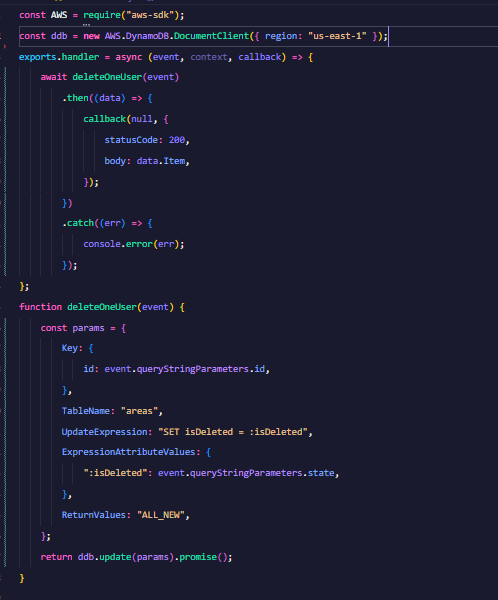 const AWS = require("aws-sdk");
const ddb = new AWS.DynamoDB.DocumentClient({ region: "us-east-1" });
exports.handler = async (event, context, callback) => {
    await deleteOneUser(event)
        .then((data) => {
            callback(null, {
                statusCode: 200,
                body: data.Item,
            });
        })
        .catch((err) => {
            console.error(err);
        });
};
function deleteOneUser(event) {
    const params = {
        Key: {
            id: event.queryStringParameters.id,
        },
        TableName: "areas",
        UpdateExpression: "SET isDeleted = :isDeleted",
        ExpressionAttributeValues: {
            ":isDeleted": event.queryStringParameters.state,
        },
        ReturnValues: "ALL_NEW",
    };
    return ddb.update(params).promise();
}